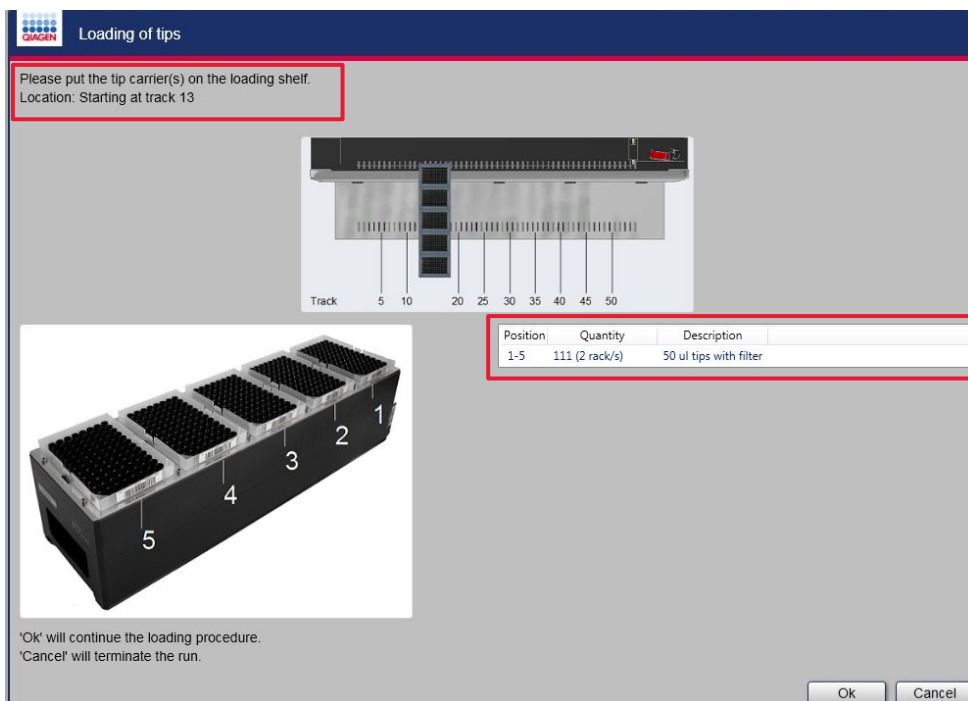 QIAGEN
Loading of tips
Please put the tip carrier(s) on the loading shelf.
Location: Starting at track 13
Track 5 10 20 25 30 35 40 45 50
Position Quantity Description
1-5 111 (2 rack/s) 50 ul tips with filter
1
2
3
4
5
'Ok' will continue the loading procedure.
'Cancel' will terminate the run.
Ok Cancel